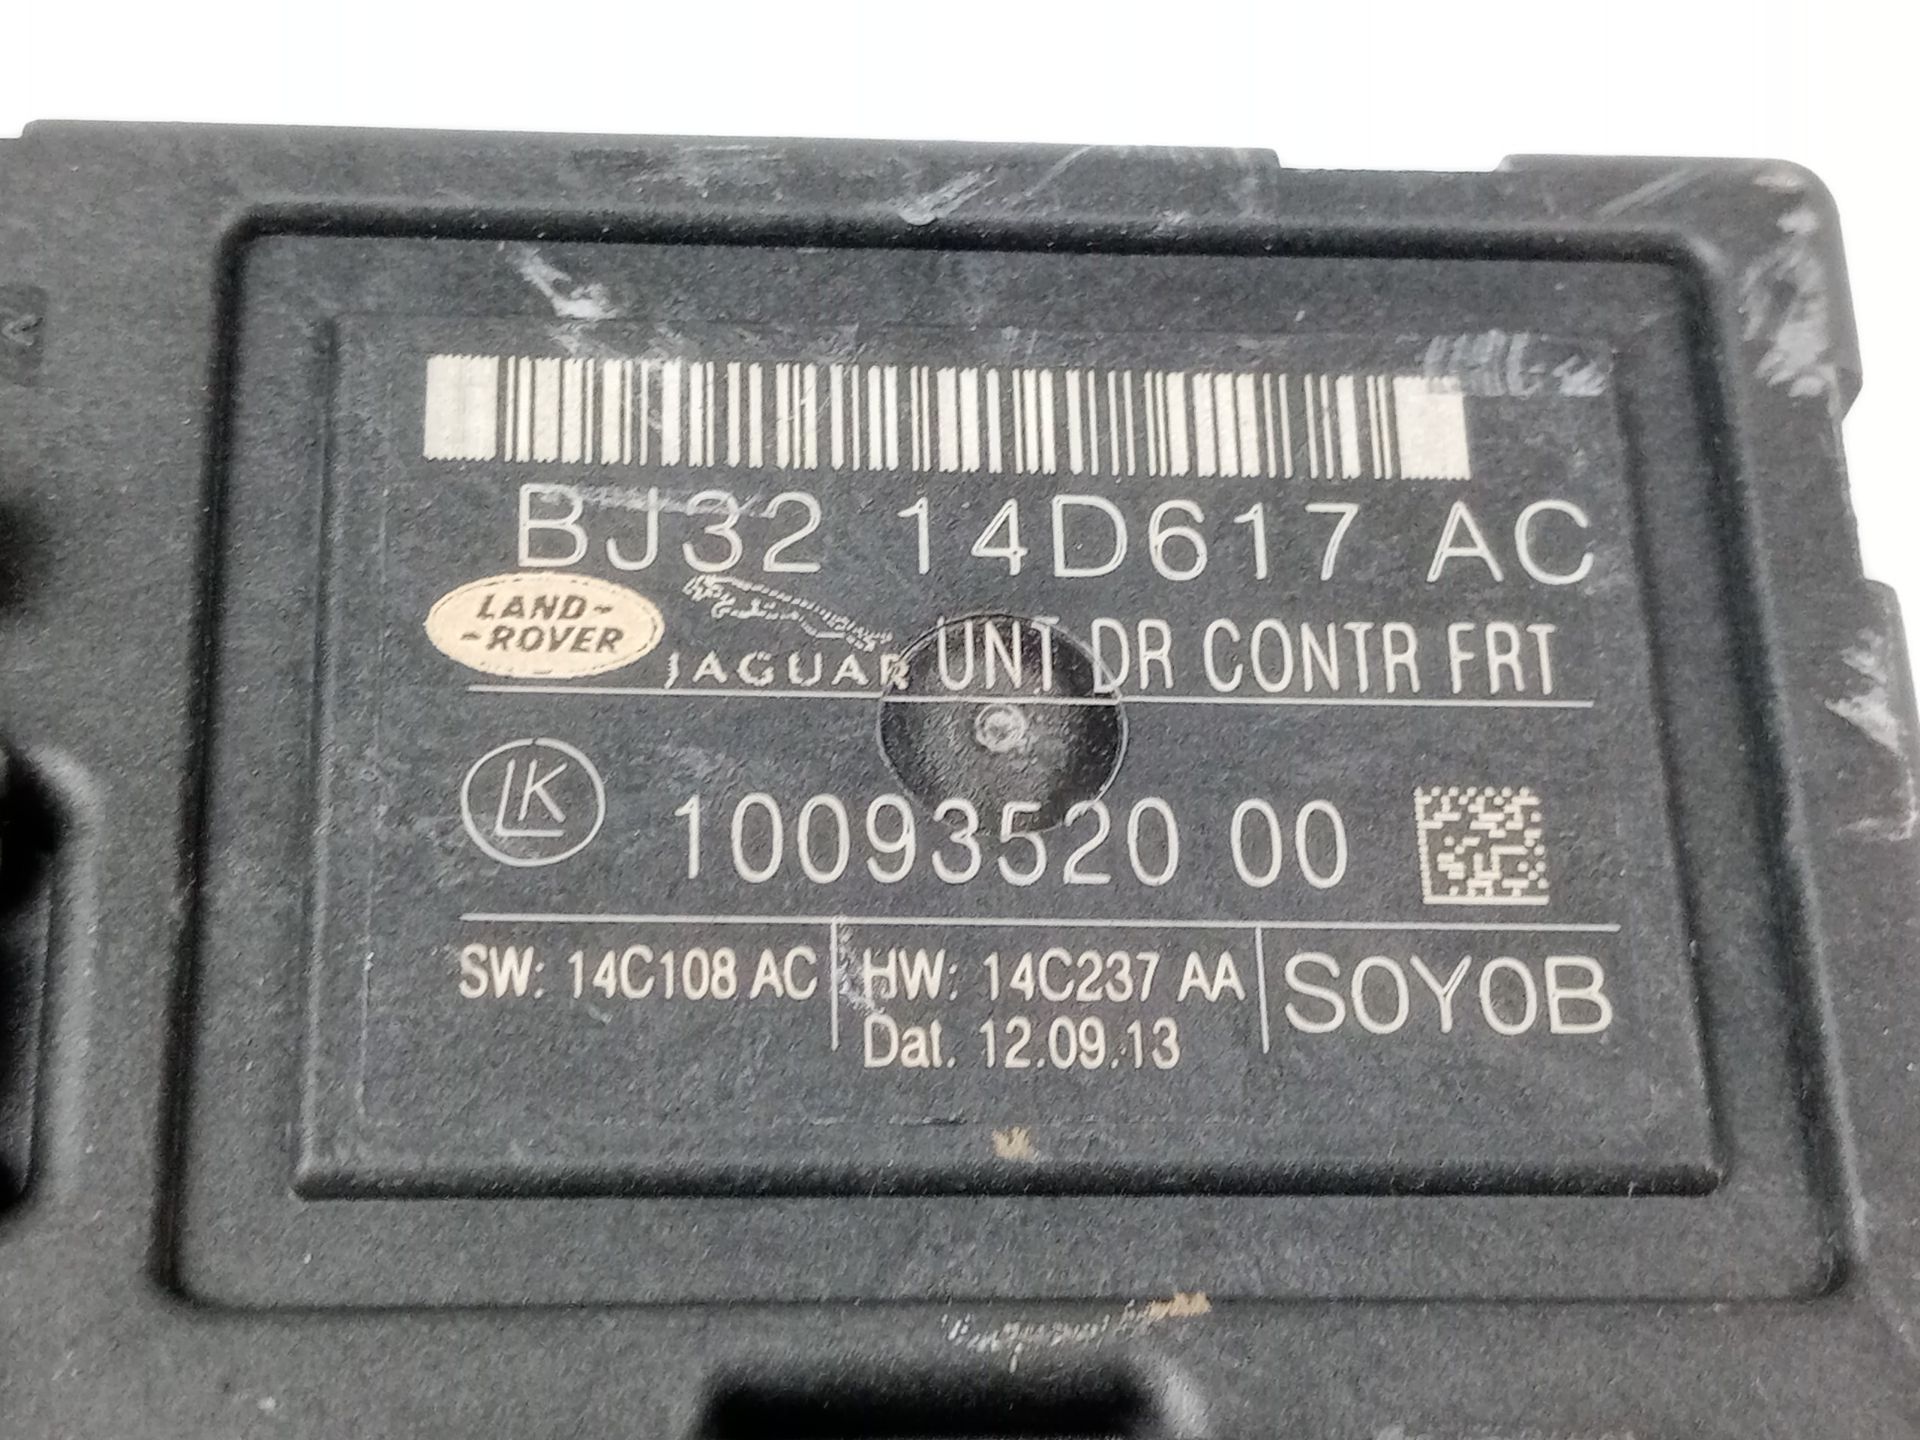 BJ32 14D617 AC
LAND-
-ROVER
JAGUAR UNT DR CONTR FRT
LK 10093520 00
SW: 14C108 AC HW: 14C237 AA SOYOB
Dat. 12.09.13